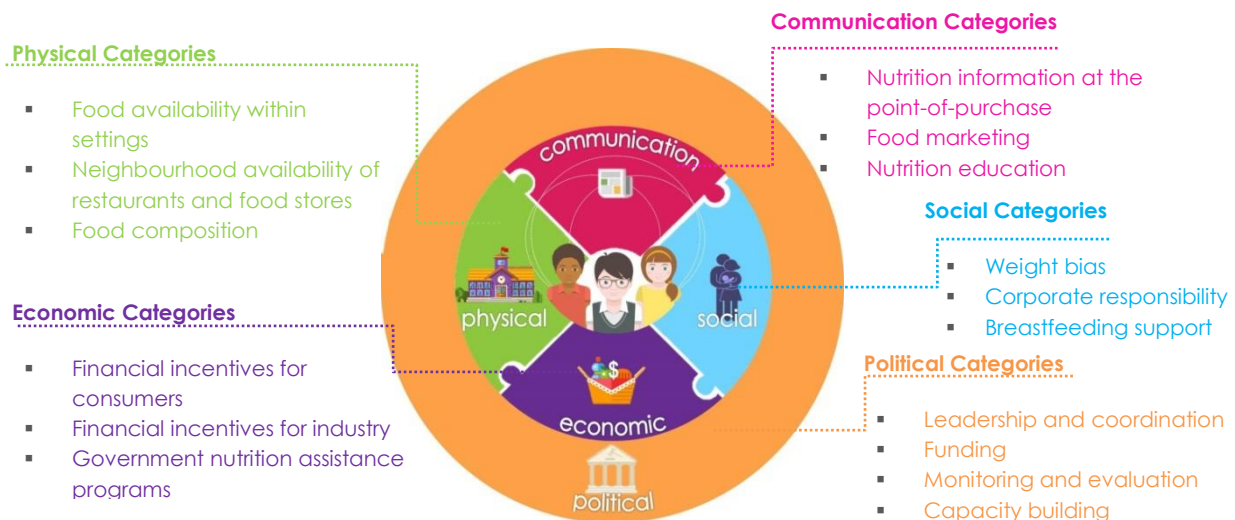 Communication Categories
Nutrition information at the
point-of-purchase
Food marketing
Nutrition education
Physical Categories
Food availability within
settings
Neighbourhood availability of
restaurants and food stores
Food composition
Social Categories
Weight bias
Corporate responsibility
Breastfeeding support
Economic Categories
Financial incentives for
consumers
Financial incentives for industry
Government nutrition assistance
programs
Political Categories
Leadership and coordination
Funding
Monitoring and evaluation
Capacity building
communication
physical
social
$
economic
political